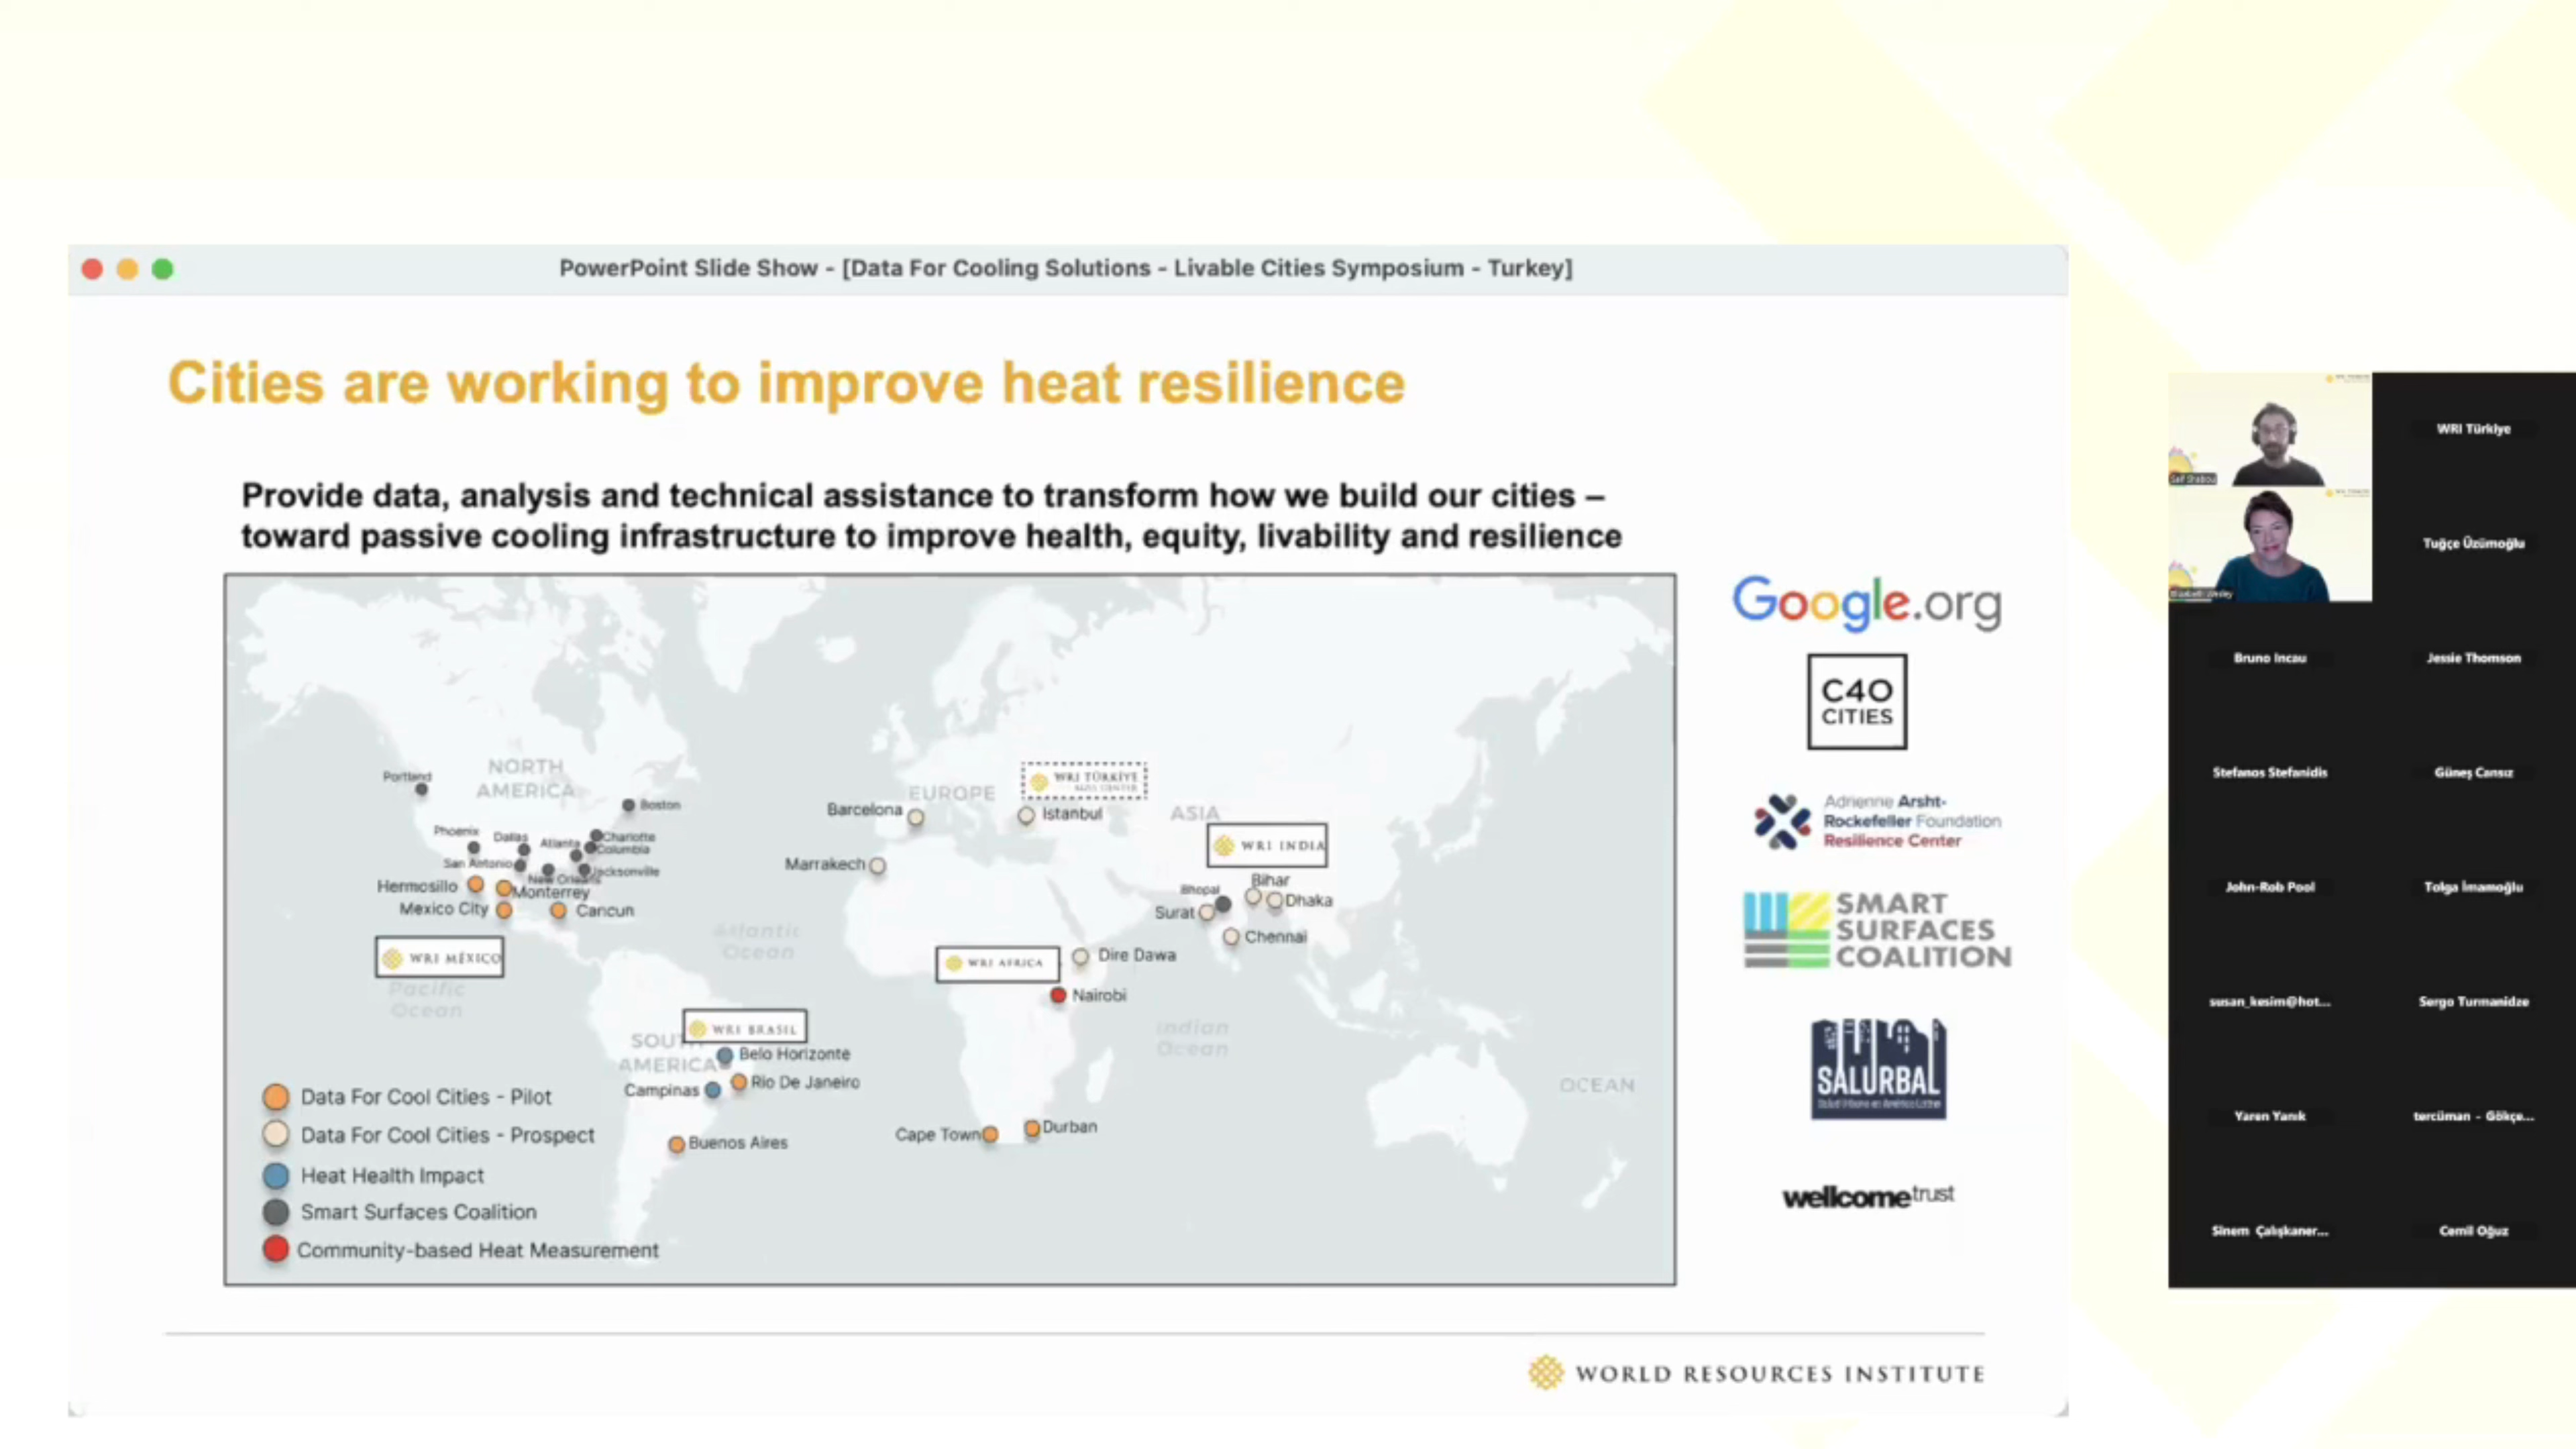 PowerPoint Slide Show - [Data For Cooling Solutions - Livable Cities Symposium - Turkey]
Cities are working to improve heat resilience
Provide data, analysis and technical assistance to transform how we build our cities –
toward passive cooling infrastructure to improve health, equity, livability and resilience
NORTH
AMERICA
Portland
Boston
Phoenix
Dallas
Atlanta
Charlotte
Columbia
San Antonio
New Orleans
Jacksonville
Hermosillo
Monterrey
Mexico City
Cancun
WRI MÉXICO
Pacific
Ocean
Atlantic
Ocean
EUROPE
Barcelona
WRI TÜRKİYE
Istanbul
Marrakech
ASIA
WRI INDIA
Bhopal
Bihar
Surat
Dhaka
Chennai
WRI AFRICA
Dire Dawa
Nairobi
Indian
Ocean
WRI BRASIL
SOUTH
AMERICA
Belo Horizonte
Campinas
Rio De Janeiro
Buenos Aires
Cape Town
Durban
OCEAN
Data For Cool Cities - Pilot
Data For Cool Cities - Prospect
Heat Health Impact
Smart Surfaces Coalition
Community-based Heat Measurement
Google.org
C40
CITIES
Adrienne Arsht-
Rockefeller Foundation
Resilience Center
SMART
SURFACES
COALITION
SALURBAL
Salud Urbana en América Latina
wellcometrust
WORLD RESOURCES INSTITUTE
WRI Türkiye
Tuğçe Üzümoğlu
Bruno Incau
Jessie Thomson
Stefanos Stefanidis
Güneş Cansız
John-Rob Pool
Tolga İmamoğlu
susan_kesim@hot...
Sergo Turmanidze
Yaren Yanık
tercüman - Gökçe...
Sinem Çalışkaner...
Cemil Oğuz